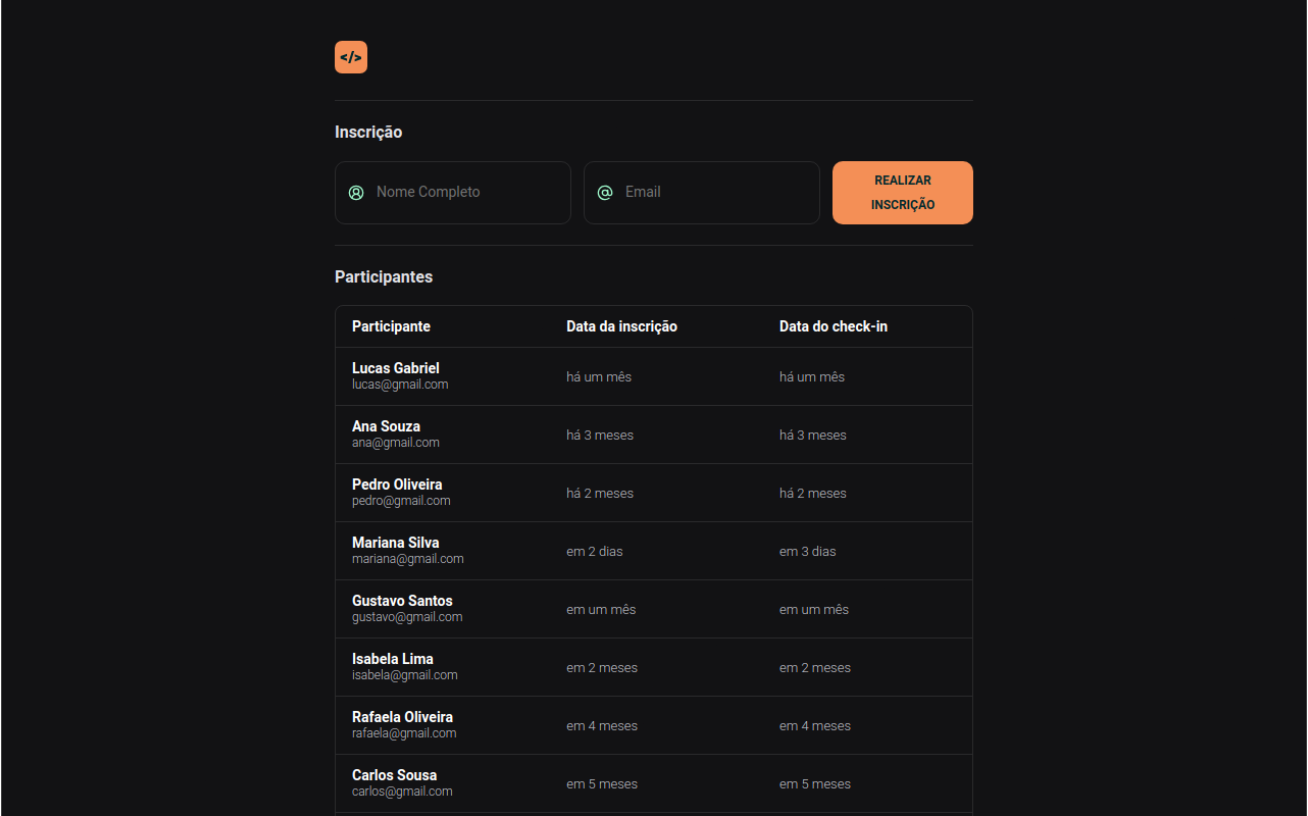 </>
Inscrição
Nome Completo
Email
REALIZAR
INSCRIÇÃO
Participantes
Participante Data da inscrição Data do check-in
Lucas Gabriel
lucas@gmail.com
há um mês há um mês
Ana Souza
ana@gmail.com
há 3 meses há 3 meses
Pedro Oliveira
pedro@gmail.com
há 2 meses há 2 meses
Mariana Silva
mariana@gmail.com
em 2 dias em 3 dias
Gustavo Santos
gustavo@gmail.com
em um mês em um mês
Isabela Lima
isabela@gmail.com
em 2 meses em 2 meses
Rafaela Oliveira
rafaela@gmail.com
em 4 meses em 4 meses
Carlos Sousa
carlos@gmail.com
em 5 meses em 5 meses